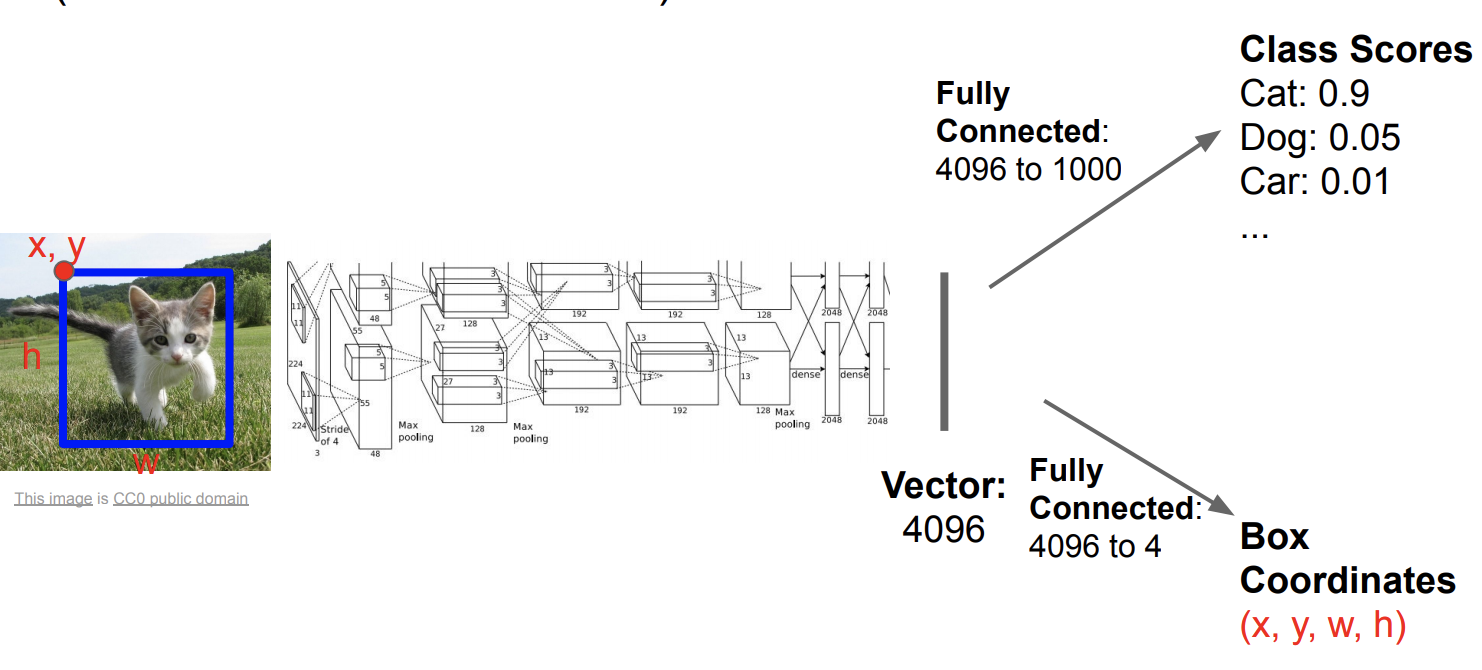 x, y
h
w
This image is CC0 public domain
11
11
5
5
48
3
3
128
3
3
192
3
3
192
128
2048
2048
224
55
27
13
13
13
5
5
3
3
27
3
3
13
3
3
13
3
3
13
dense
dense
11
11
55
224
Stride
of 4
3
48
Max
pooling
128
Max
pooling
192
192
128
Max
pooling
2048
2048
Fully
Connected:
4096 to 1000
Class Scores
Cat: 0.9
Dog: 0.05
Car: 0.01
...
Vector:
4096
Fully
Connected:
4096 to 4
Box
Coordinates
(x, y, w, h)